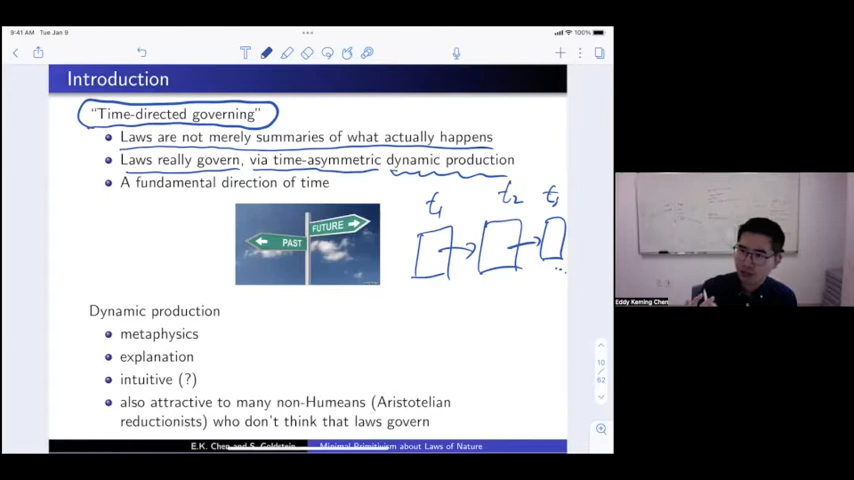 9:41 AM Tue Jan 9
100%
Introduction
"Time-directed governing"
Laws are not merely summaries of what actually happens
Laws really govern, via time-asymmetric dynamic production
A fundamental direction of time
t₁ t₂ t₃
FUTURE
PAST
...
Dynamic production
metaphysics
explanation
intuitive (?)
also attractive to many non-Humeans (Aristotelian
reductionists) who don't think that laws govern
10
/
62
E.K. Chen and S. Goldstein
Minimal Primitivism about Laws of Nature
Eddy Keming Chen